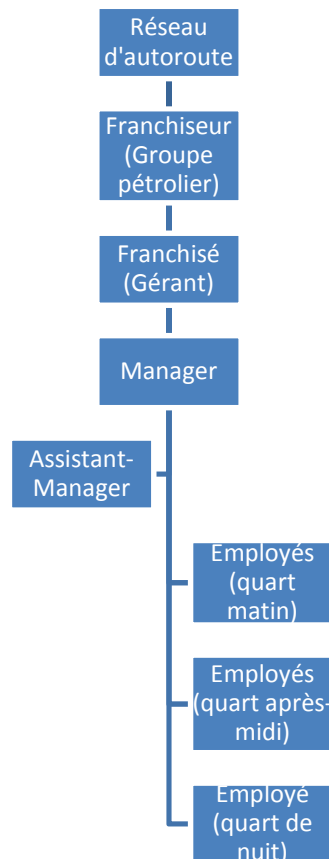 Réseau
d'autoroute
Franchiseur
(Groupe
pétrolier)
Franchisé
(Gérant)
Manager
Assistant-
Manager
Employés
(quart
matin)
Employés
(quart après-
midi)
Employé
(quart de
nuit)